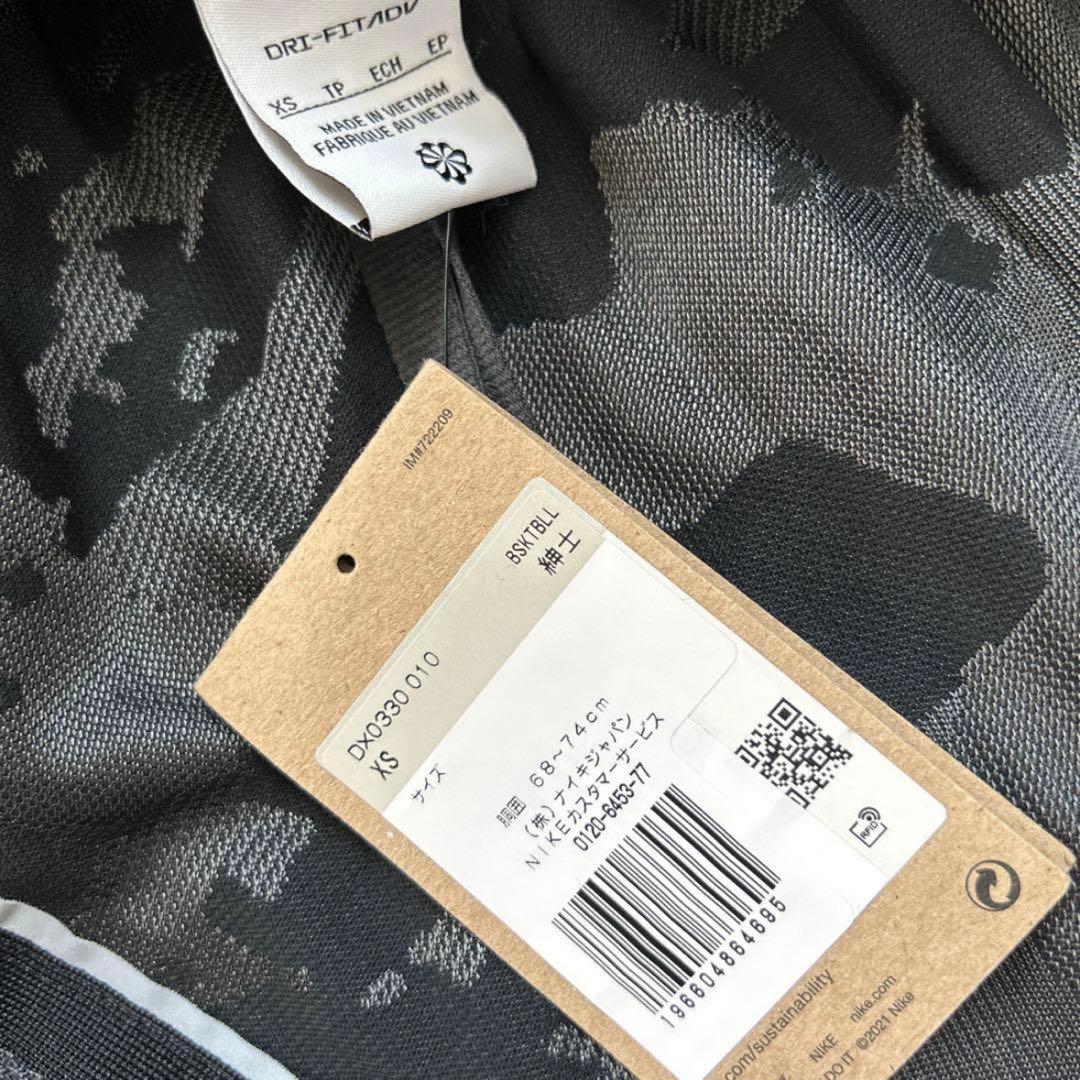 DRI-FIT ADV
XS TP ECH EP
MADE IN VIETNAM
FABRIQUE AU VIETNAM
IM#722209
BSKTBLL
紳士
DX0330 010
XS
サイズ
胴囲 68~74cm
(株)ナイキジャパン
NIKEカスタマーサービス
0120-6453-77
196604864895
RFID
.com/sustainability
NIKE nike.com
DO IT ©2021 Nike